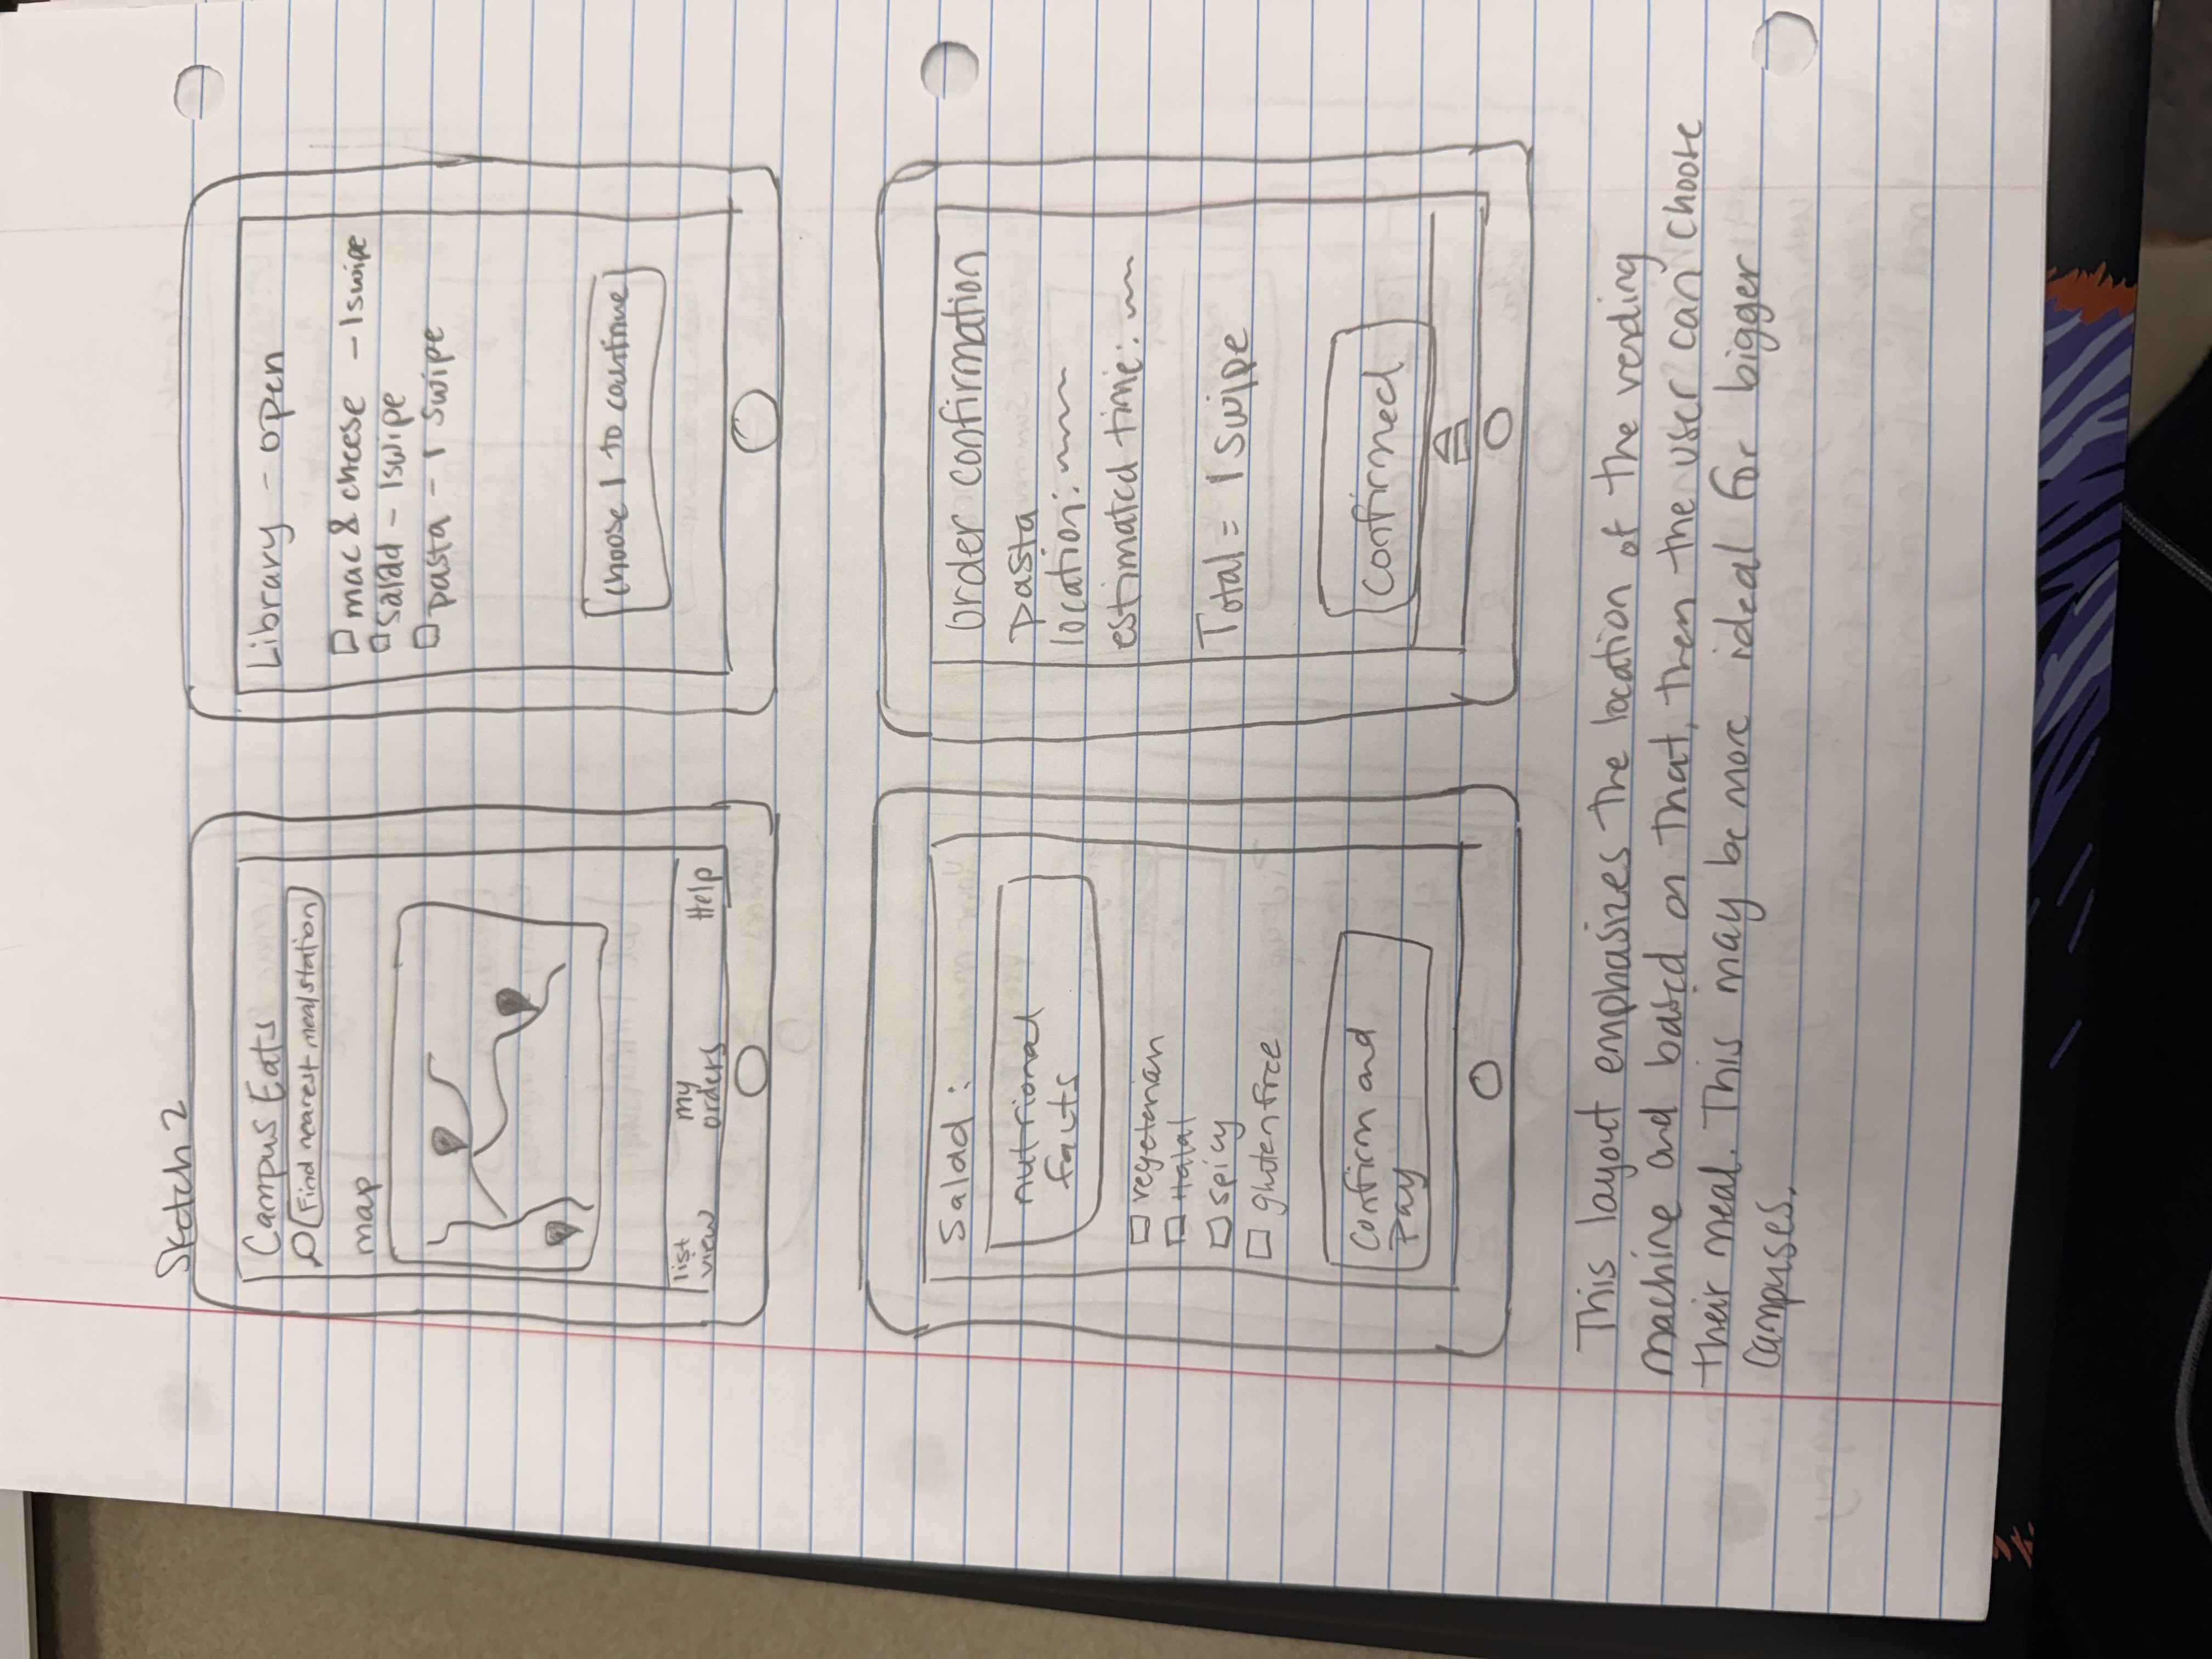 Sketch 2
Campus Eats
Find nearest meal station
map
list view
my orders
Help
Library - open
mac & cheese - 1 swipe
salad - 1 swipe
pasta - 1 swipe
choose 1 to countinue
Salad:
nutrional
facts
vegeterian
Halal
spicy
gluten free
Confirm and
Pay
Order confirmation
pasta
location:
estimated time:
Total = 1 swipe
Confirmed
This layout emphasizes the location of the vending
machine and based on that, then the user can choose
their meal. This may be more ideal for bigger
campuses.